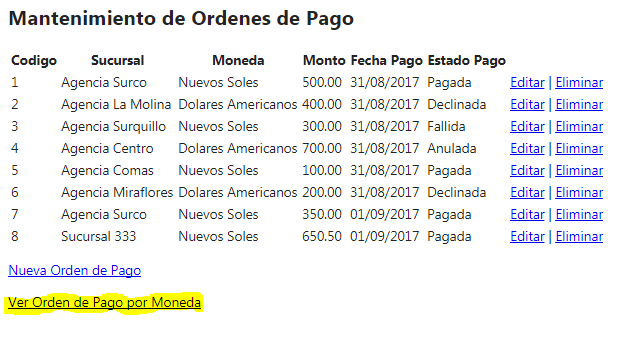 Mantenimiento de Ordenes de Pago
Codigo Sucursal Moneda Monto Fecha Pago Estado Pago
1 Agencia Surco Nuevos Soles 500.00 31/08/2017 Pagada Editar | Eliminar
2 Agencia La Molina Dolares Americanos 400.00 31/08/2017 Declinada Editar | Eliminar
3 Agencia Surquillo Nuevos Soles 300.00 31/08/2017 Fallida Editar | Eliminar
4 Agencia Centro Dolares Americanos 700.00 31/08/2017 Anulada Editar | Eliminar
5 Agencia Comas Nuevos Soles 100.00 31/08/2017 Pagada Editar | Eliminar
6 Agencia Miraflores Dolares Americanos 200.00 31/08/2017 Declinada Editar | Eliminar
7 Agencia Surco Nuevos Soles 350.00 01/09/2017 Pagada Editar | Eliminar
8 Sucursal 333 Nuevos Soles 650.50 01/09/2017 Pagada Editar | Eliminar
Nueva Orden de Pago
Ver Orden de Pago por Moneda